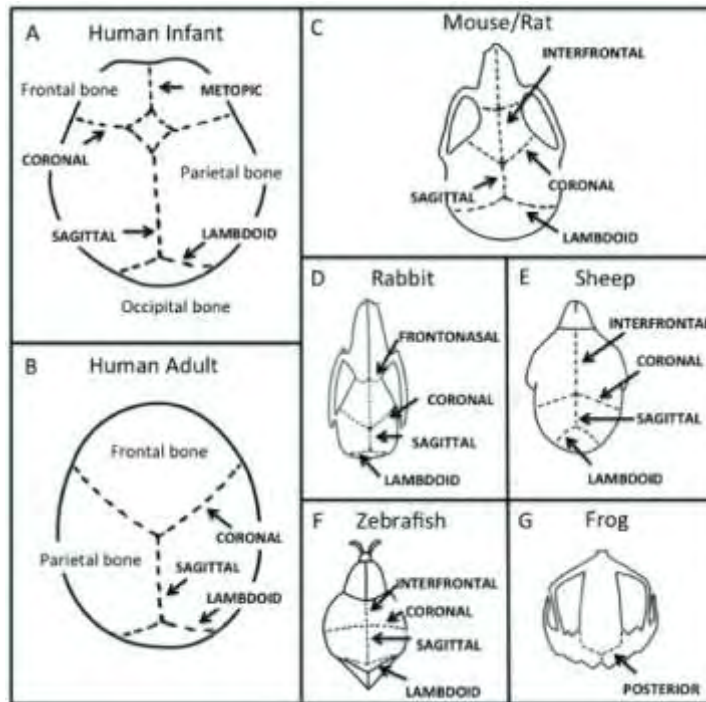 A Human Infant
Frontal bone
METOPIC
CORONAL
Parietal bone
SAGITTAL
LAMBDOID
Occipital bone
B Human Adult
Frontal bone
CORONAL
Parietal bone
SAGITTAL
LAMBDOID
C Mouse/Rat
INTERFRONTAL
SAGITTAL
CORONAL
LAMBDOID
D Rabbit
FRONTONASAL
CORONAL
SAGITTAL
LAMBDOID
E Sheep
INTERFRONTAL
CORONAL
SAGITTAL
LAMBDOID
F Zebrafish
INTERFRONTAL
CORONAL
SAGITTAL
LAMBDOID
G Frog
POSTERIOR